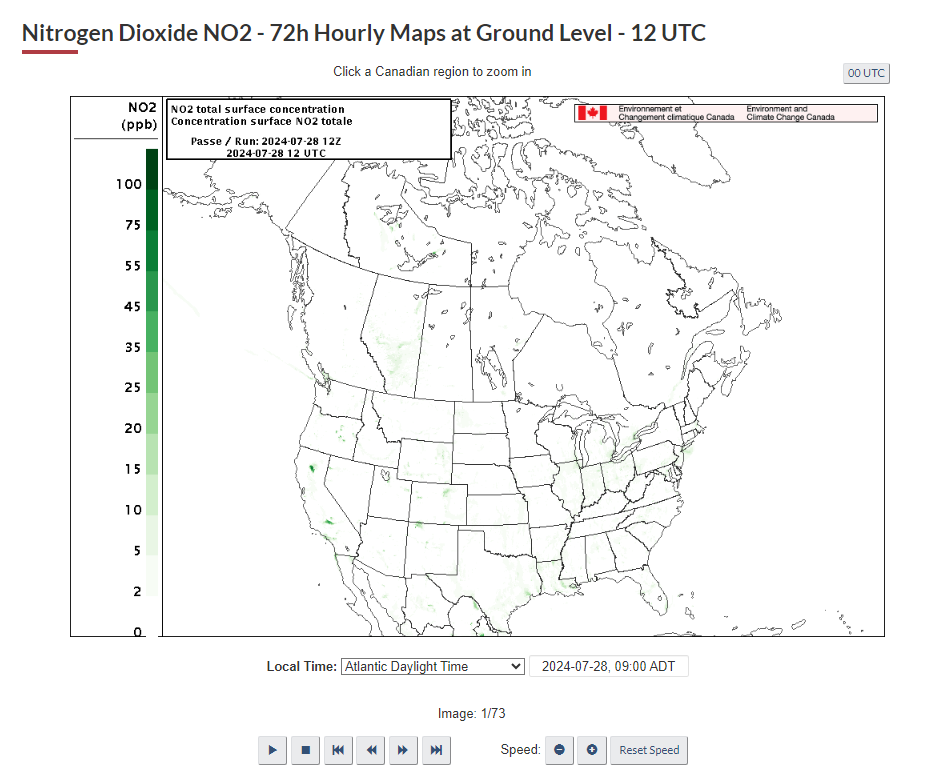 Nitrogen Dioxide NO2 - 72h Hourly Maps at Ground Level - 12 UTC
Click a Canadian region to zoom in
00 UTC
NO2
(ppb)
NO2 total surface concentration
Concentration surface NO2 totale
Passe / Run: 2024-07-28 12Z
2024-07-28 12 UTC
Environnement et
Changement climatique Canada
Environment and
Climate Change Canada
100
75
55
45
35
25
20
15
10
5
2
0
Local Time: Atlantic Daylight Time 2024-07-28, 09:00 ADT
Image: 1/73
Speed: Reset Speed